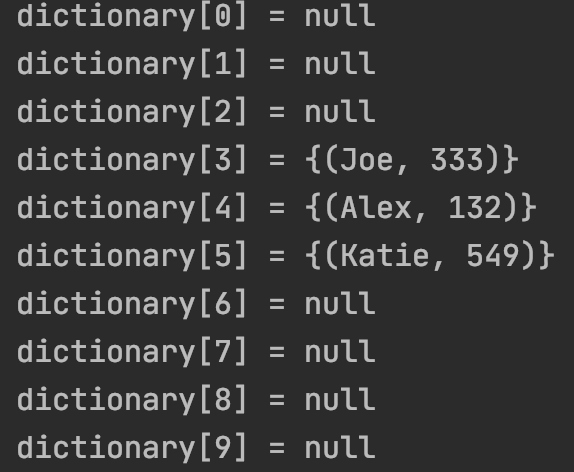 dictionary[0] = null
dictionary[1] = null
dictionary[2] = null
dictionary[3] = {(Joe, 333)}
dictionary[4] = {(Alex, 132)}
dictionary[5] = {(Katie, 549)}
dictionary[6] = null
dictionary[7] = null
dictionary[8] = null
dictionary[9] = null